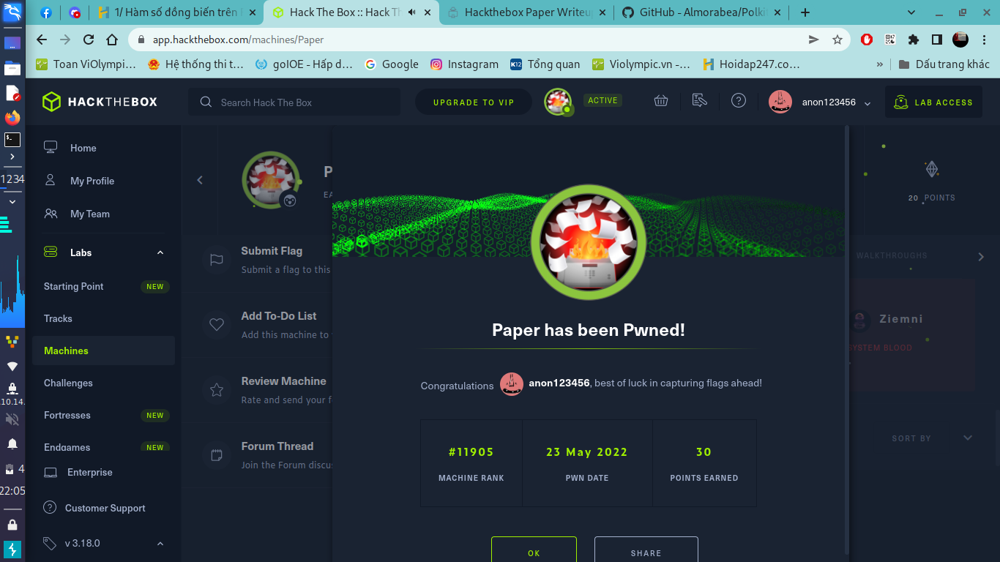 1/ Hàm số đồng biến trên
Hack The Box :: Hack Th
Hackthebox Paper Writeup
GitHub - Almorabea/Polki
app.hackthebox.com/machines/Paper
Toan ViOlympi…
Hệ thống thi t…
goIOE - Hấp d…
Google
Instagram
K12
Tổng quan
Violympic.vn -…
Hoidap247.co…
»
Dấu trang khác
HACKTHEBOX
Search Hack The Box
UPGRADE TO VIP
ACTIVE
anon123456
LAB ACCESS
1234
10.14.
4
22:05
Home
My Profile
My Team
Labs
Starting Point
NEW
Tracks
Machines
Challenges
Fortresses
NEW
Endgames
NEW
Enterprise
Customer Support
v 3.18.0
P
EA
20 POINTS
Submit Flag
Submit a flag to this
Add To-Do List
Add this machine to
Review Machine
Rate and send your f
Forum Thread
Join the Forum discu
WALKTHROUGHS
Ziemni
SYSTEM BLOOD
SORT BY
Paper has been Pwned!
Congratulations anon123456, best of luck in capturing flags ahead!
#11905
MACHINE RANK
23 May 2022
PWN DATE
30
POINTS EARNED
OK
SHARE